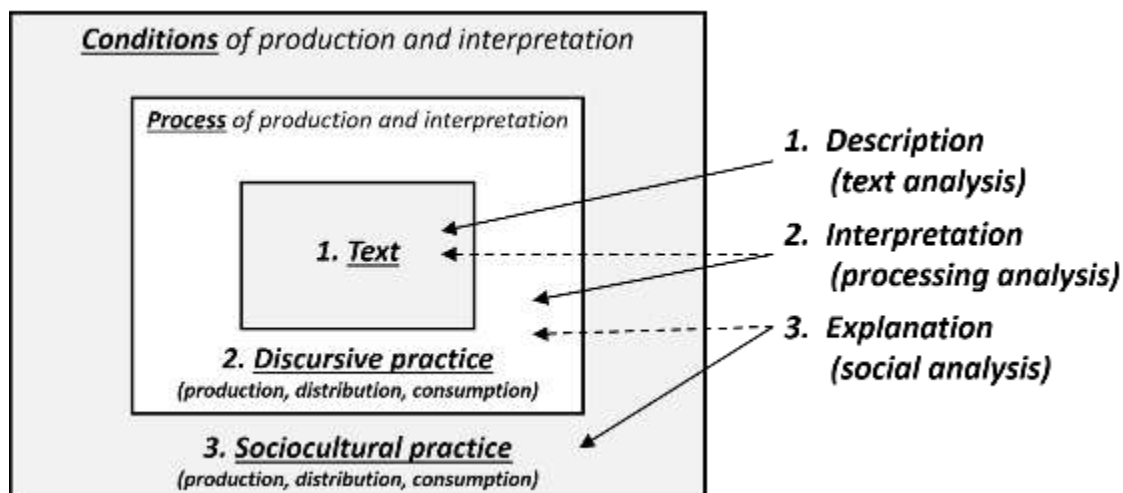 Conditions of production and interpretation
Process of production and interpretation
1. Text
2. Discursive practice
(production, distribution, consumption)
3. Sociocultural practice
(production, distribution, consumption)
1. Description
(text analysis)
2. Interpretation
(processing analysis)
3. Explanation
(social analysis)